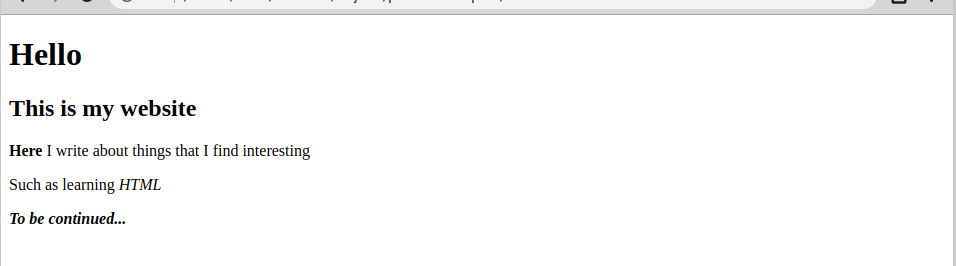 Hello
This is my website
Here I write about things that I find interesting
Such as learning HTML
To be continued...